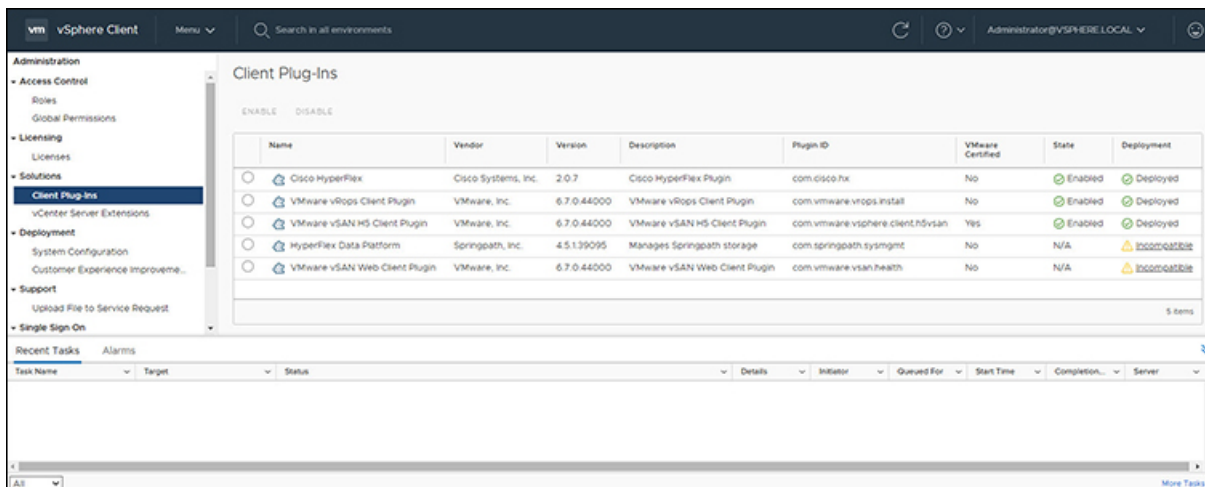 vm vSphere Client Menu Search in all environments Administrator@VSPHERE.LOCAL
Administration
Access Control
Roles
Global Permissions
Licensing
Licenses
Solutions
Client Plug-Ins
vCenter Server Extensions
Deployment
System Configuration
Customer Experience Improveme...
Support
Upload File to Service Request
Single Sign On
Client Plug-Ins
ENABLE DISABLE
Name Vendor Version Description Plugin ID VMware Certified State Deployment
Cisco HyperFlex Cisco Systems, Inc. 2.0.7 Cisco HyperFlex Plugin com.cisco.hx No Enabled Deployed
VMware vRops Client Plugin VMware, Inc. 6.7.0.44000 VMware vROps Client Plugin com.vmware.vrops.install No Enabled Deployed
VMware vSAN H5 Client Plugin VMware, Inc. 6.7.0.44000 VMware vSAN H5 Client Plugin com.vmware.vsphere.client.h5vsan Yes Enabled Deployed
HyperFlex Data Platform Springpath, Inc. 4.5.1.39095 Manages Springpath storage com.springpath.sysmgmt No N/A Incompatible
VMware vSAN Web Client Plugin VMware, Inc. 6.7.0.44000 VMware vSAN Web Client Plugin com.vmware.vsan.health No N/A Incompatible
5 items
Recent Tasks Alarms
Task Name Target Status Details Initiator Queued For Start Time Completion... Server
All More Tasks